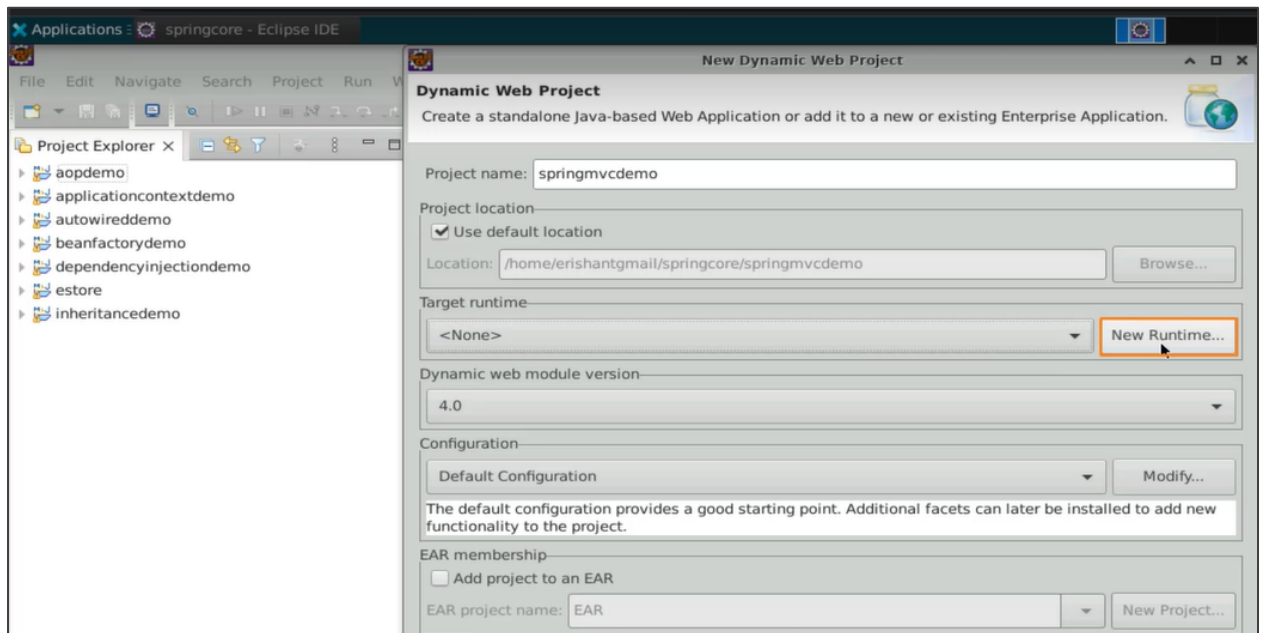 Applications springcore - Eclipse IDE
New Dynamic Web Project
File Edit Navigate Search Project Run
Dynamic Web Project
Create a standalone Java-based Web Application or add it to a new or existing Enterprise Application.
Project Explorer
aopdemo
applicationcontextdemo
autowireddemo
beanfactorydemo
dependencyinjectiondemo
estore
inheritancedemo
Project name: springmvcdemo
Project location
Use default location
Location: /home/erishantgmail/springcore/springmvcdemo Browse...
Target runtime
<None> New Runtime...
Dynamic web module version
4.0
Configuration
Default Configuration Modify...
The default configuration provides a good starting point. Additional facets can later be installed to add new
functionality to the project.
EAR membership
Add project to an EAR
EAR project name: EAR New Project...